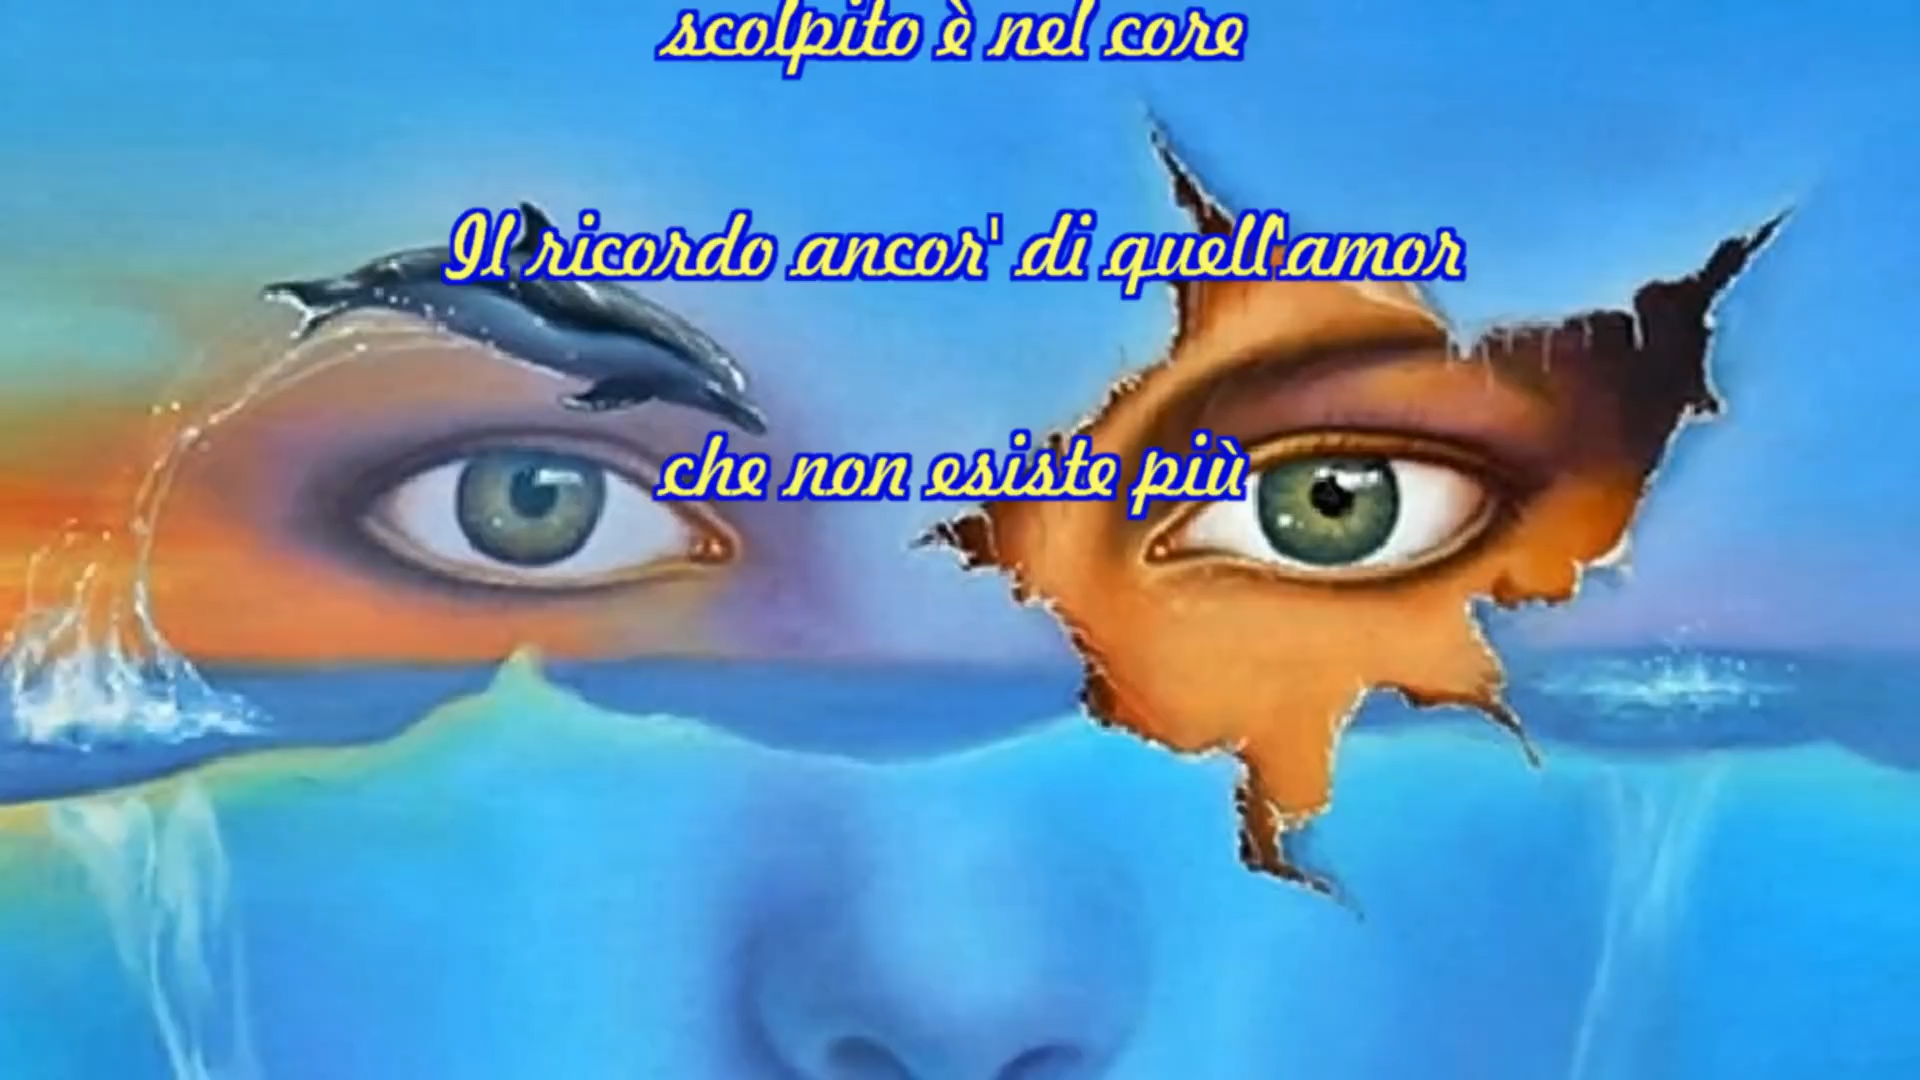 scolpito è nel core
Il ricordo ancor' di quell'amor
che non esiste più